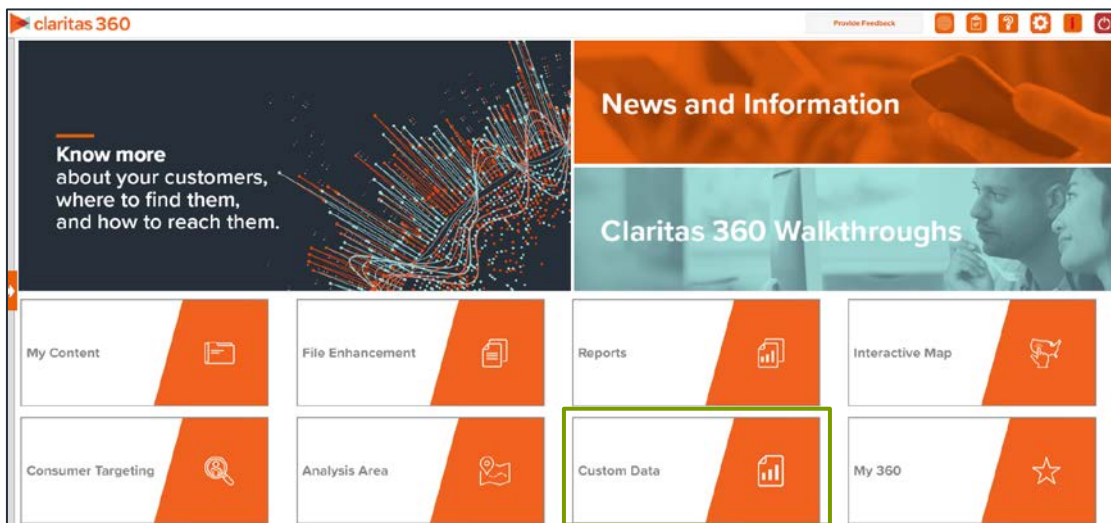 claritas 360
Provide Feedback
Know more
about your customers,
where to find them,
and how to reach them.
News and Information
Claritas 360 Walkthroughs
My Content
File Enhancement
Reports
Interactive Map
Consumer Targeting
Analysis Area
Custom Data
My 360